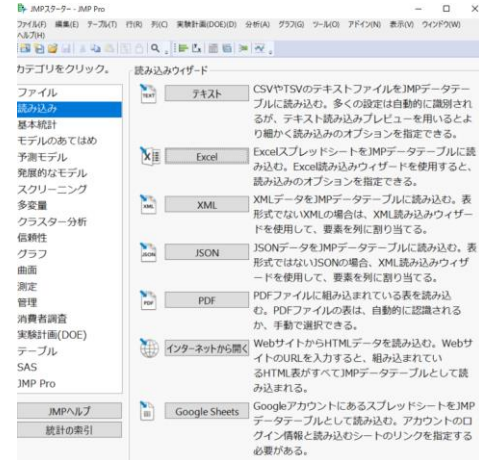 JMPスターター - JMP Pro
ファイル(F) 編集(E) テーブル(T) 行(R) 列(C) 実験計画(DOE)(D) 分析(A) グラフ(G) ツール(O) アドイン(N) 表示(V) ウィンドウ(W)
ヘルプ(H)
カテゴリをクリック。
ファイル
読み込み
基本統計
モデルのあてはめ
予測モデル
発展的なモデル
スクリーニング
多変量
クラスター分析
信頼性
グラフ
曲面
測定
管理
消費者調査
実験計画(DOE)
テーブル
SAS
JMP Pro
JMPヘルプ
統計の索引
読み込みウィザード
TEXT
テキスト
CSVやTSVのテキストファイルをJMPデータテー
ブルに読み込む。多くの設定は自動的に識別され
るが、テキスト読み込みプレビューを用いるとよ
り細かく読み込みのオプションを指定できる。
Excel
ExcelスプレッドシートをJMPデータテーブルに読
み込む。Excel読み込みウィザードを使用すると、
読み込みのオプションを指定できる。
XML
XML
XMLデータをJMPデータテーブルに読み込む。表
形式でないXMLの場合は、XML読み込みウィザー
ドを使用して、要素を列に割り当てる。
JSON
JSON
JSONデータをJMPデータテーブルに読み込む。表
形式ではないJSONの場合、XML読み込みウィザ
ードを使用して、要素を列に割り当てる。
PDF
PDF
PDFファイルに組み込まれている表を読み込
む。PDFファイルの表は、自動的に認識される
か、手動で選択できる。
インターネットから開く
WebサイトからHTMLデータを読み込む。Webサ
イトのURLを入力すると、組み込まれてい
るHTML表がすべてJMPデータテーブルとして読
み込まれる。
Google Sheets
GoogleアカウントにあるスプレッドシートをJMP
データテーブルとして読み込む。アカウントのロ
グイン情報と読み込むシートのリンクを指定する
必要がある。